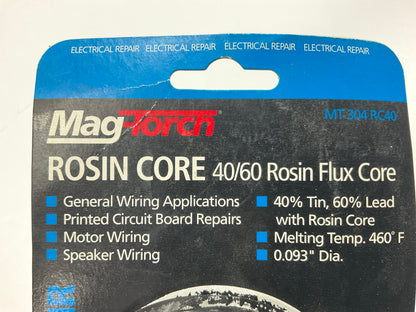 ELECTRICAL REPAIR ELECTRICAL REPAIR ELECTRICAL REPAIR ELECTRICAL REPAIR
Mag-Torch®
MT-304 RC40
ROSIN CORE 40/60 Rosin Flux Core
General Wiring Applications
Printed Circuit Board Repairs
Motor Wiring
Speaker Wiring
40% Tin, 60% Lead
with Rosin Core
Melting Temp. 460° F
0.093" Dia.